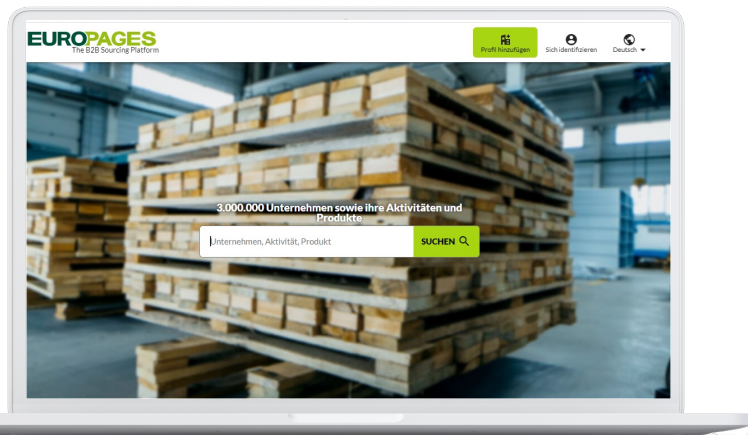 EUROPAGES
The B2B Sourcing Platform
Profil hinzufügen
Sich identifizieren
Deutsch
3.000.000 Unternehmen sowie ihre Aktivitäten und
Produkte
Unternehmen, Aktivität, Produkt
SUCHEN